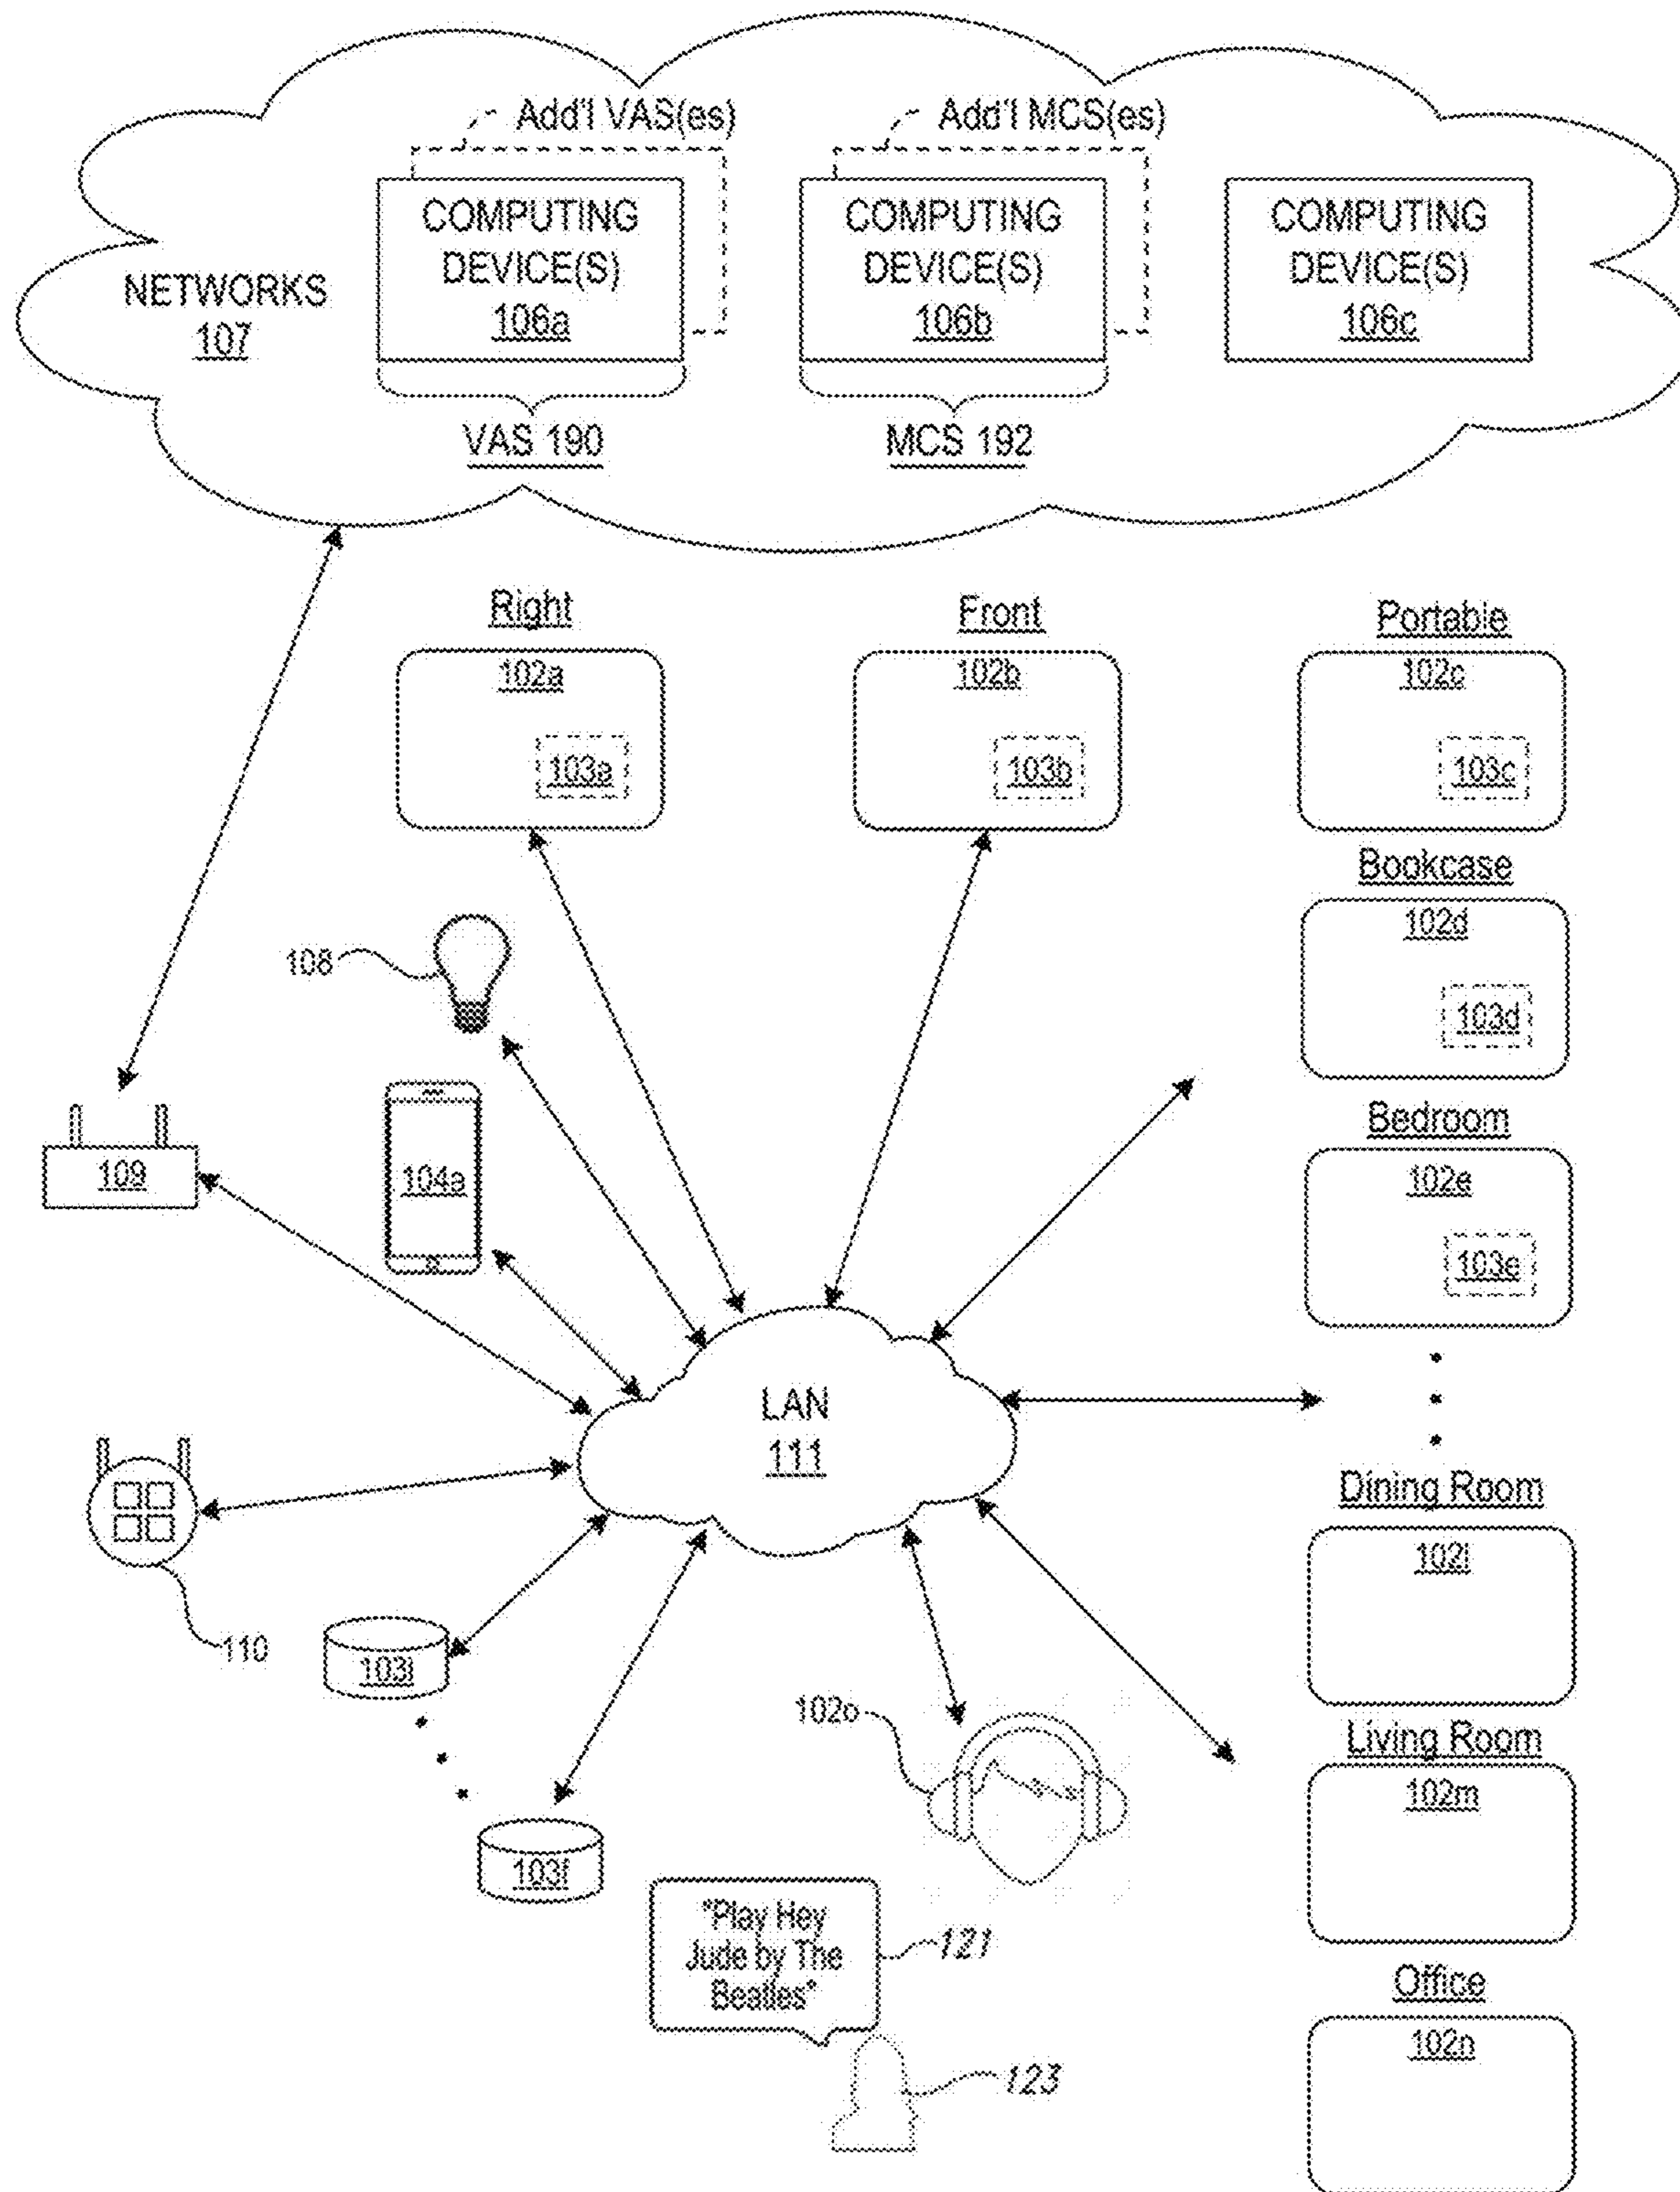 Add'l VAS(es)
Add'l MCS(es)
COMPUTING
DEVICE(S)
106a
COMPUTING
DEVICE(S)
106b
COMPUTING
DEVICE(S)
106c
NETWORKS
107
VAS 190
MCS 192
Right
102a
103a
Front
102b
103b
Portable
102c
103c
Bookcase
102d
103d
108
104a
109
Bedroom
102e
103e
LAN
111
110
Dining Room
102l
103i
103f
102o
Living Room
102m
"Play Hey
Jude by The
Beatles"
121
123
Office
102n